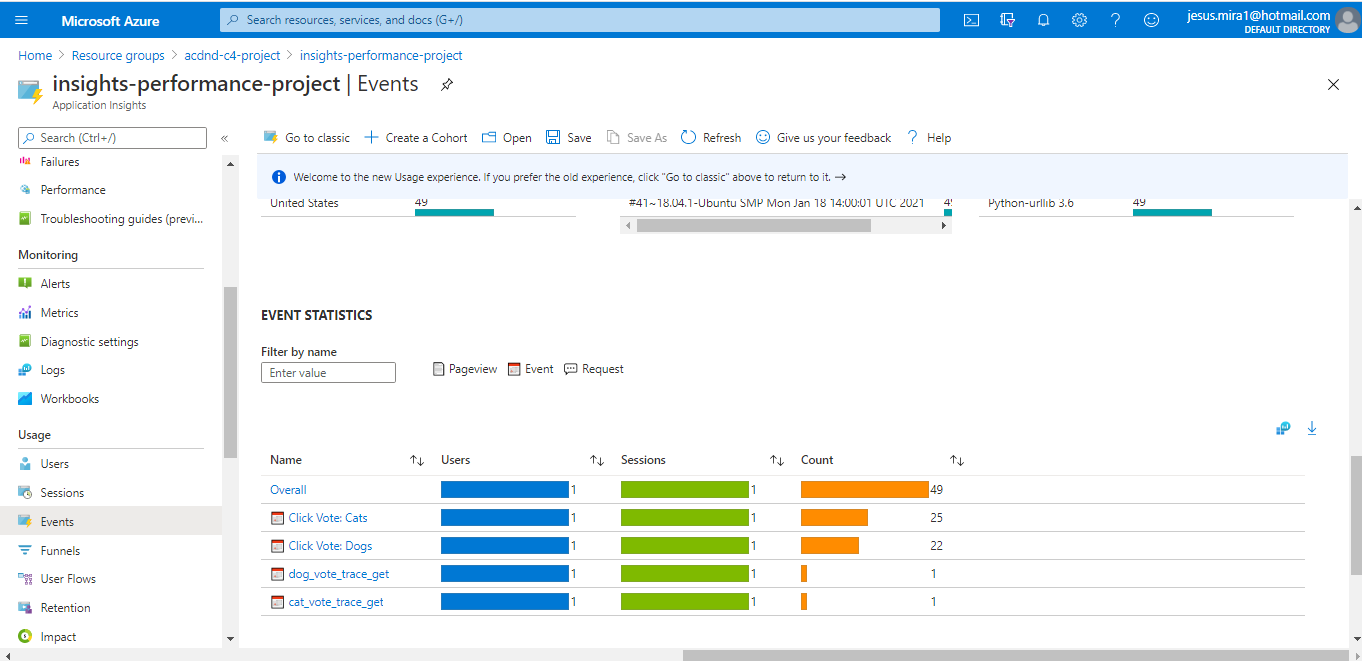 Microsoft Azure
Search resources, services, and docs (G+/)
jesus.mira1@hotmail.com
DEFAULT DIRECTORY
Home > Resource groups > acdnd-c4-project > insights-performance-project
insights-performance-project | Events
Application Insights
Search (Ctrl+/)
«
Failures
Performance
Troubleshooting guides (previ...
Monitoring
Alerts
Metrics
Diagnostic settings
Logs
Workbooks
Usage
Users
Sessions
Events
Funnels
User Flows
Retention
Impact
Go to classic
Create a Cohort
Open
Save
Save As
Refresh
Give us your feedback
? Help
Welcome to the new Usage experience. If you prefer the old experience, click "Go to classic" above to return to it. →
United States 49
#41~18.04.1-Ubuntu SMP Mon Jan 18 14:00:01 UTC 2021
Python-urllib 3.6 49
EVENT STATISTICS
Filter by name
Enter value
Pageview Event Request
Name Users Sessions Count
Overall 1 1 49
Click Vote: Cats 1 1 25
Click Vote: Dogs 1 1 22
dog_vote_trace_get 1 1 1
cat_vote_trace_get 1 1 1